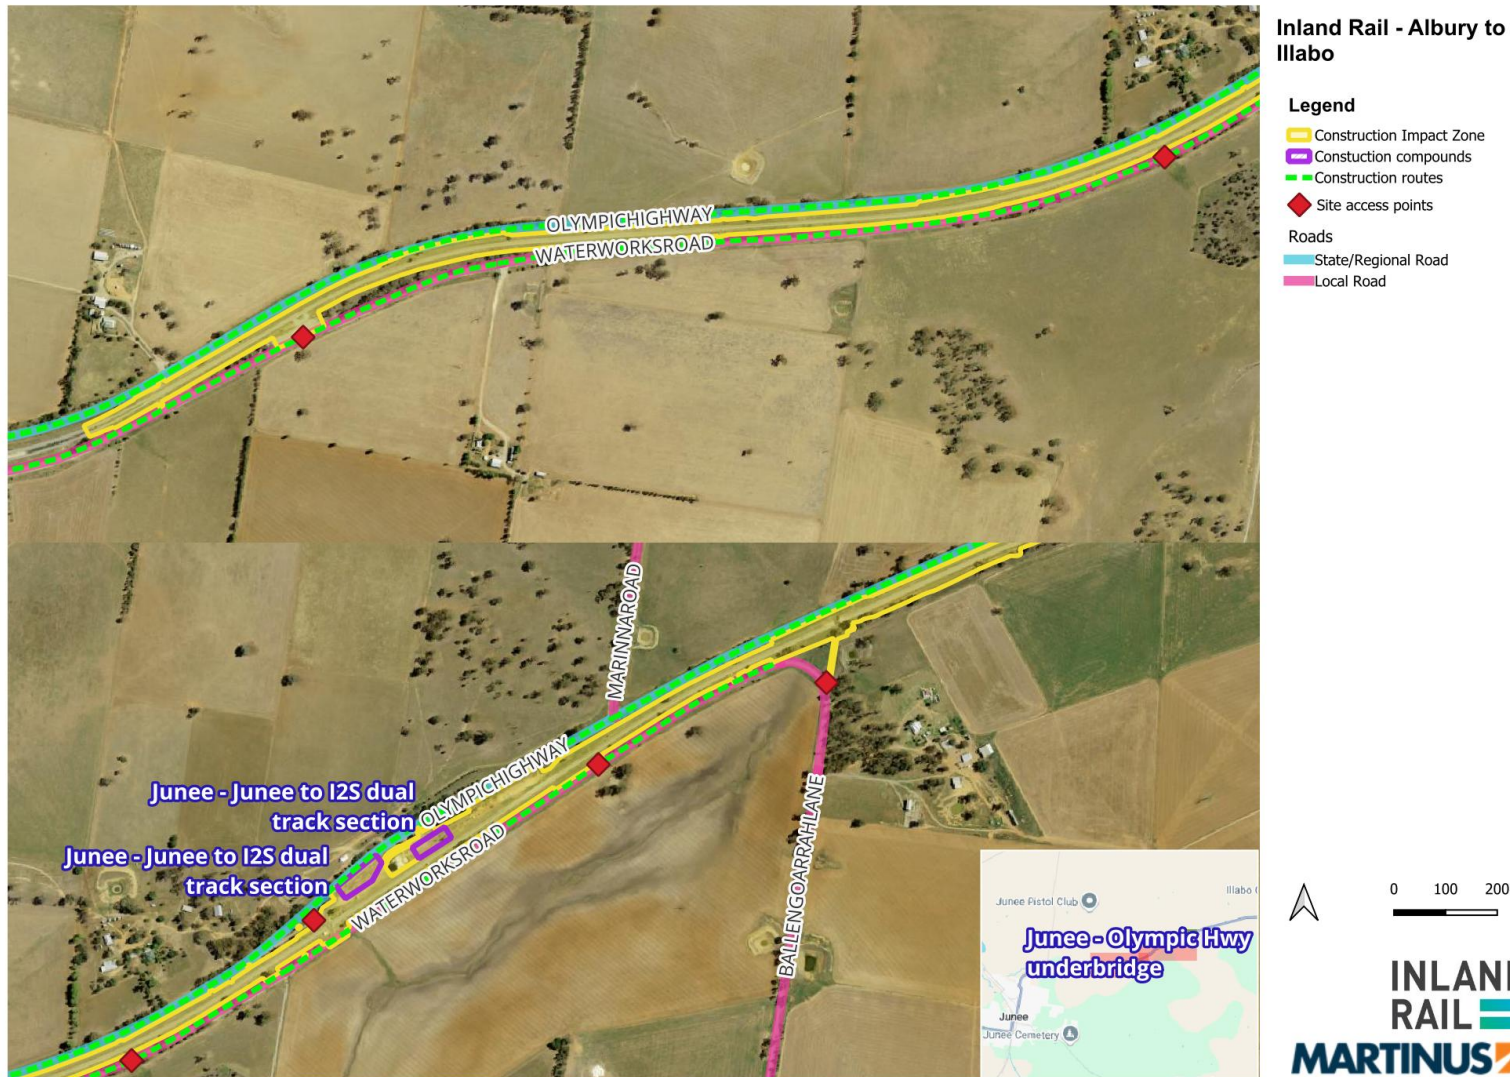 Inland Rail - Albury to
Illabo
Legend
Construction Impact Zone
Constuction compounds
Construction routes
Site access points
Roads
State/Regional Road
Local Road
OLYMPICHIGHWAY
WATERWORKSROAD
MARINNAROAD
OLYMPICHIGHWAY
Junee - Junee to I2S dual
track section
WATERWORKSROAD
Junee - Junee to I2S dual
track section
BALLENGOARRAHLANE
Junee Pistol Club
Illabo
Junee - Olympic Hwy
underbridge
Junee
Junee Cemetery
0 100 200
INLAN
RAIL
MARTINUS